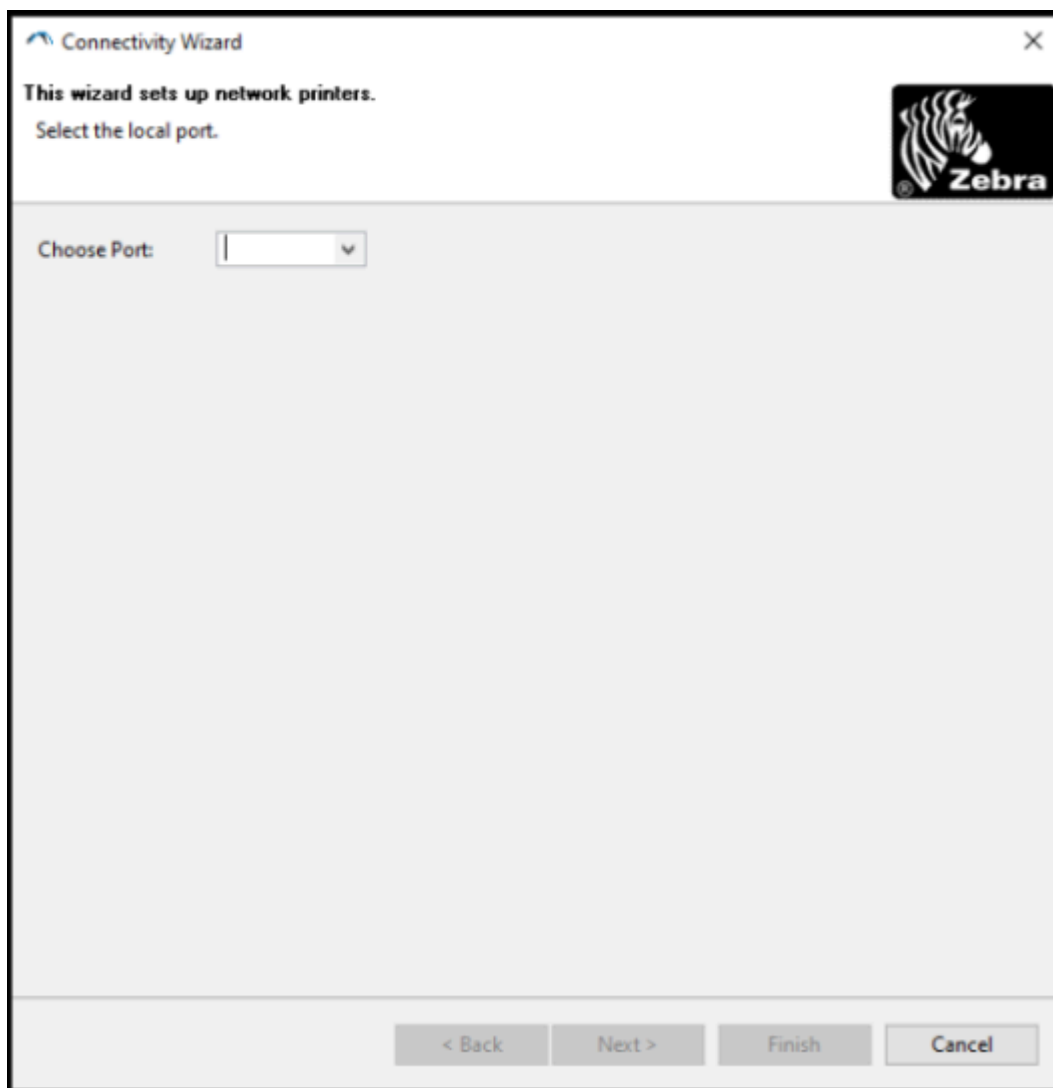 Connectivity Wizard
This wizard sets up network printers.
Select the local port.
® Zebra
Choose Port:
< Back
Next >
Finish
Cancel